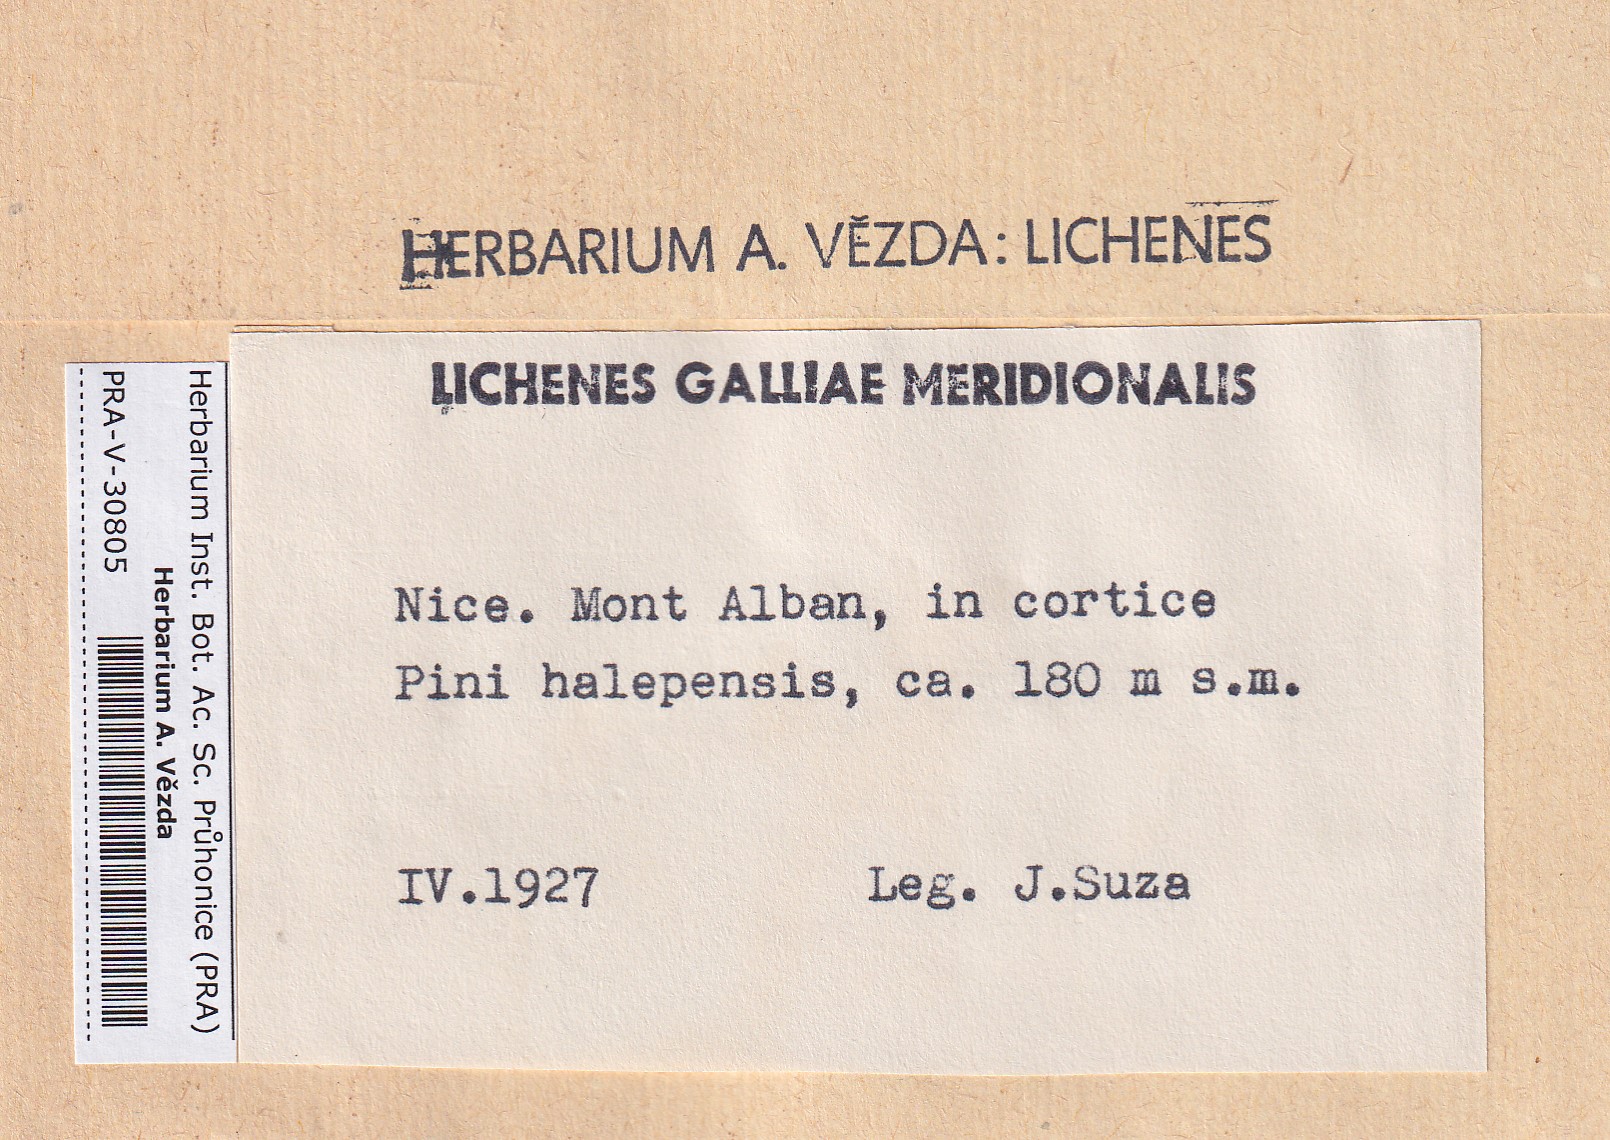 HERBARIUM A. VĚZDA: LICHENES
LICHENES GALLIAE MERIDIONALIS
Nice. Mont Alban, in cortice
Pini halepensis, ca. 180 m s.m.
IV.1927 Leg. J.Suza
Herbarium Inst. Bot. Ac. Sc. Průhonice (PRA)
Herbarium A. Vězda
PRA-V-30805